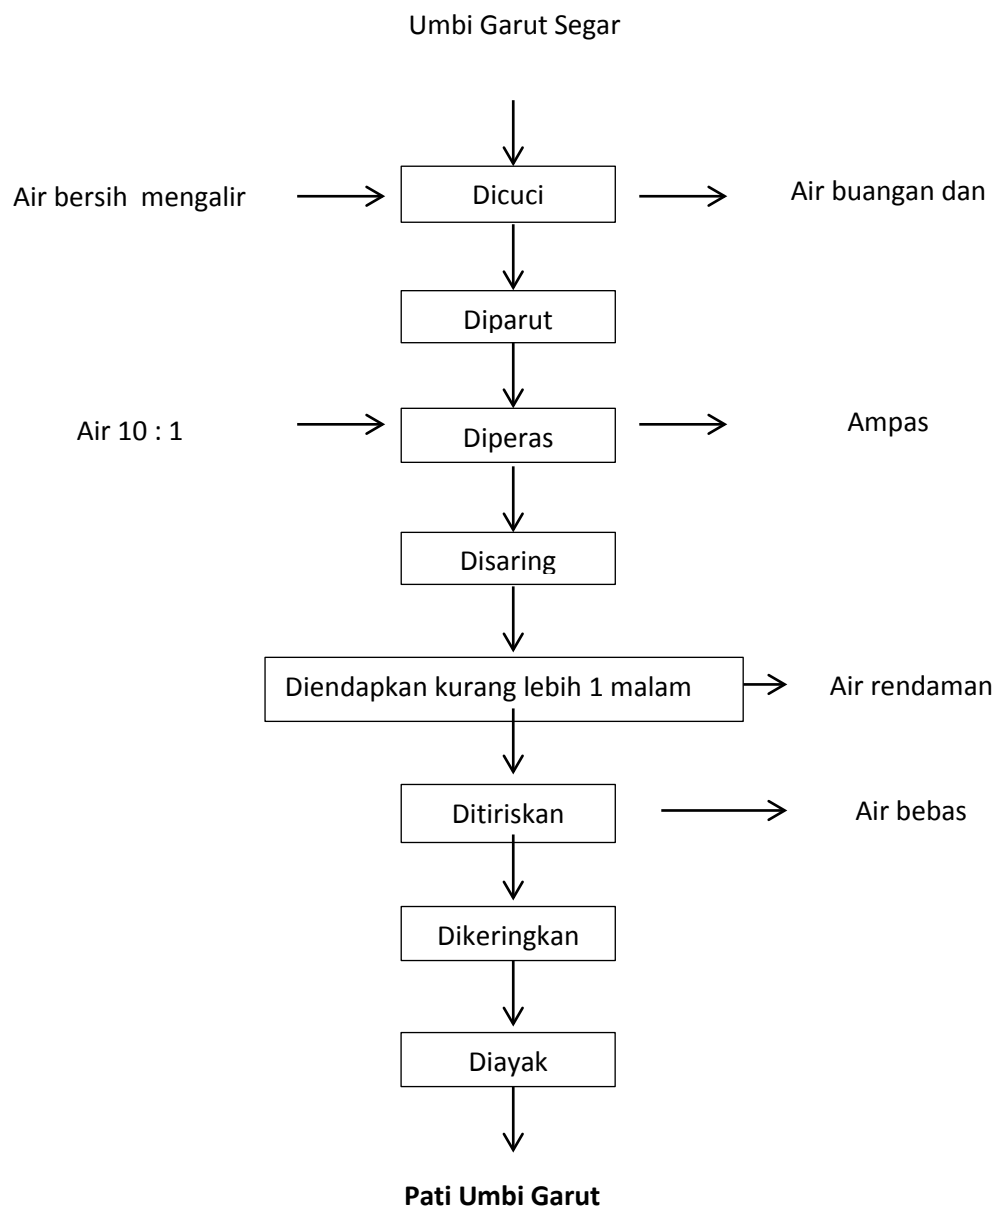 Umbi Garut Segar
Air bersih  mengalir
Dicuci
Air buangan dan
Diparut
Air 10 : 1
Diperas
Ampas
Disaring
Diendapkan kurang lebih 1 malam
Air rendaman
Ditiriskan
Air bebas
Dikeringkan
Diayak
Pati Umbi Garut